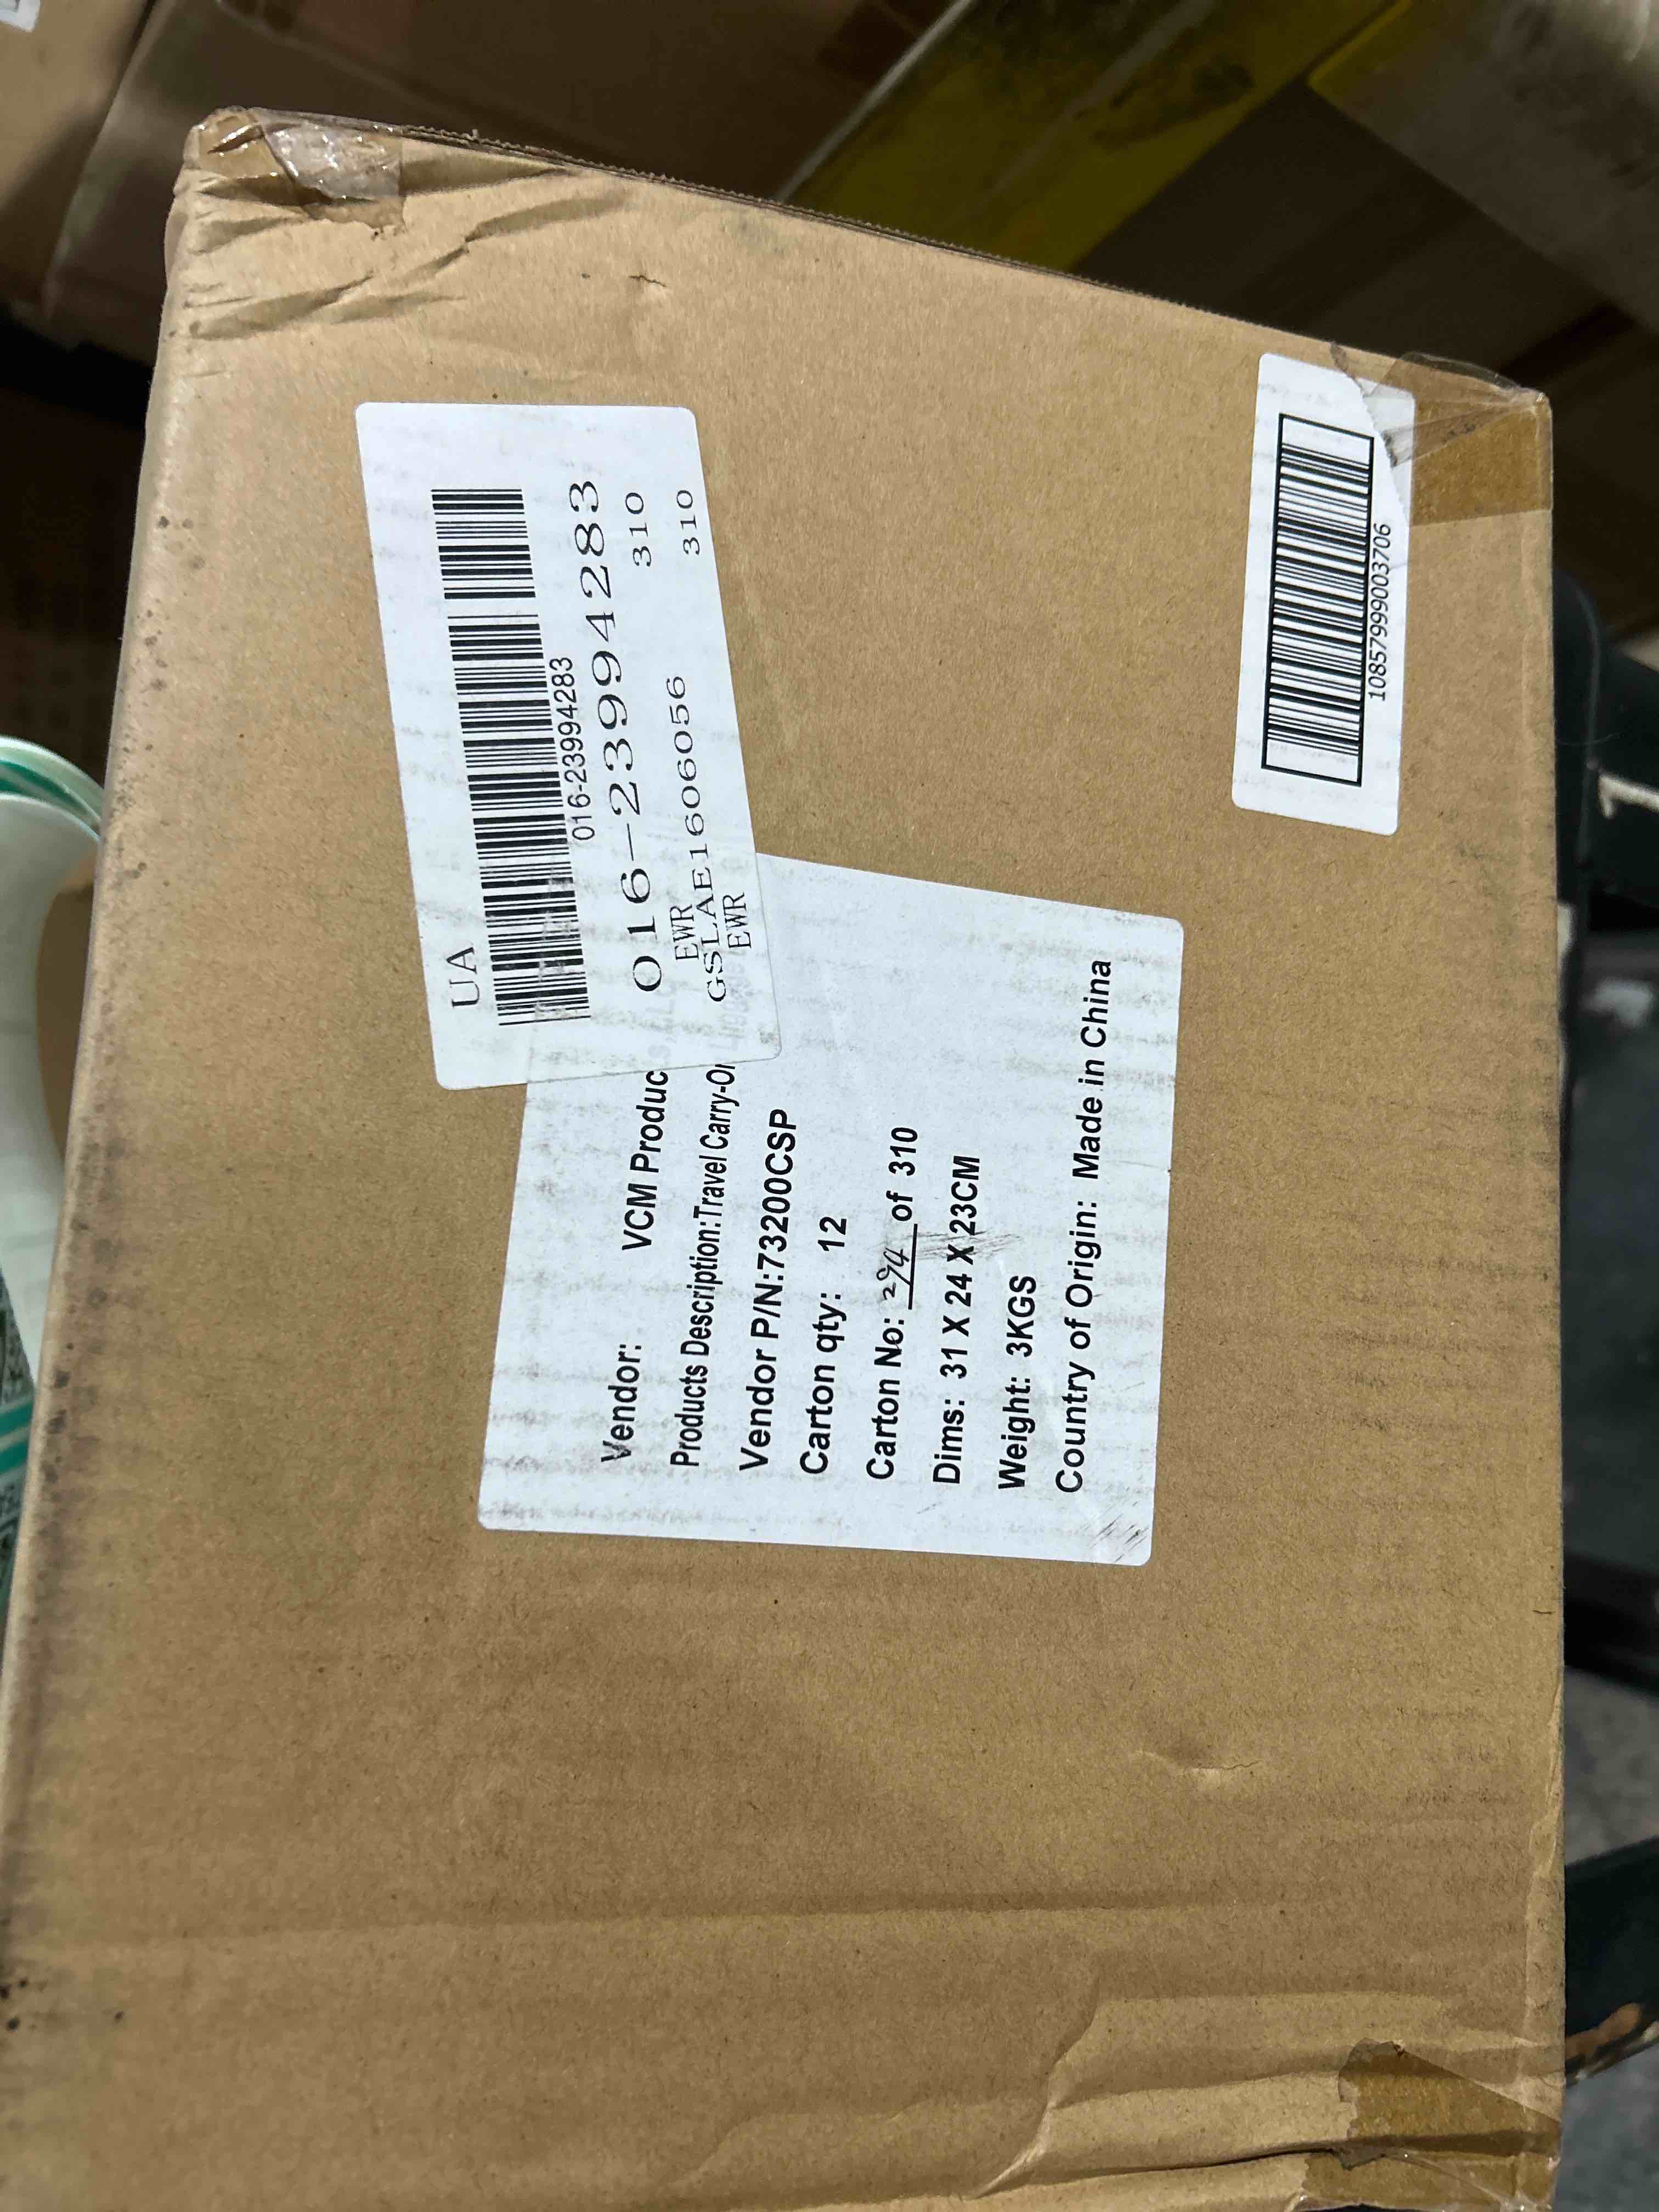 UA
016-23994283
016-23994283
EWR 310
GSLAE1606056
EWR 310
Vendor: VCM Produc
Products Description:Travel Carry-O
Vendor P/N:73200CSP
Carton qty: 12
Carton No: 294 of 310
Dims: 31 X 24 X 23CM
Weight: 3KGS
Country of Origin: Made in China
10857999003706